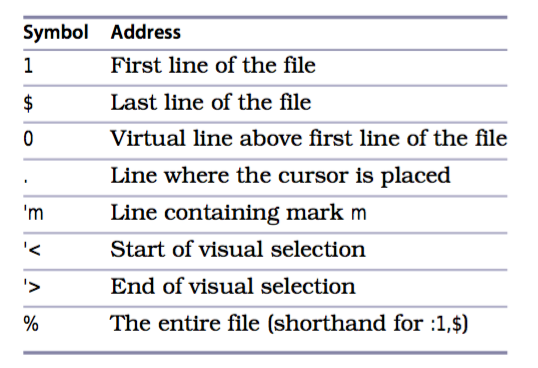 Symbol Address
1 First line of the file
$ Last line of the file
0 Virtual line above first line of the file
. Line where the cursor is placed
'm Line containing mark m
'< Start of visual selection
'> End of visual selection
% The entire file (shorthand for :1,$)